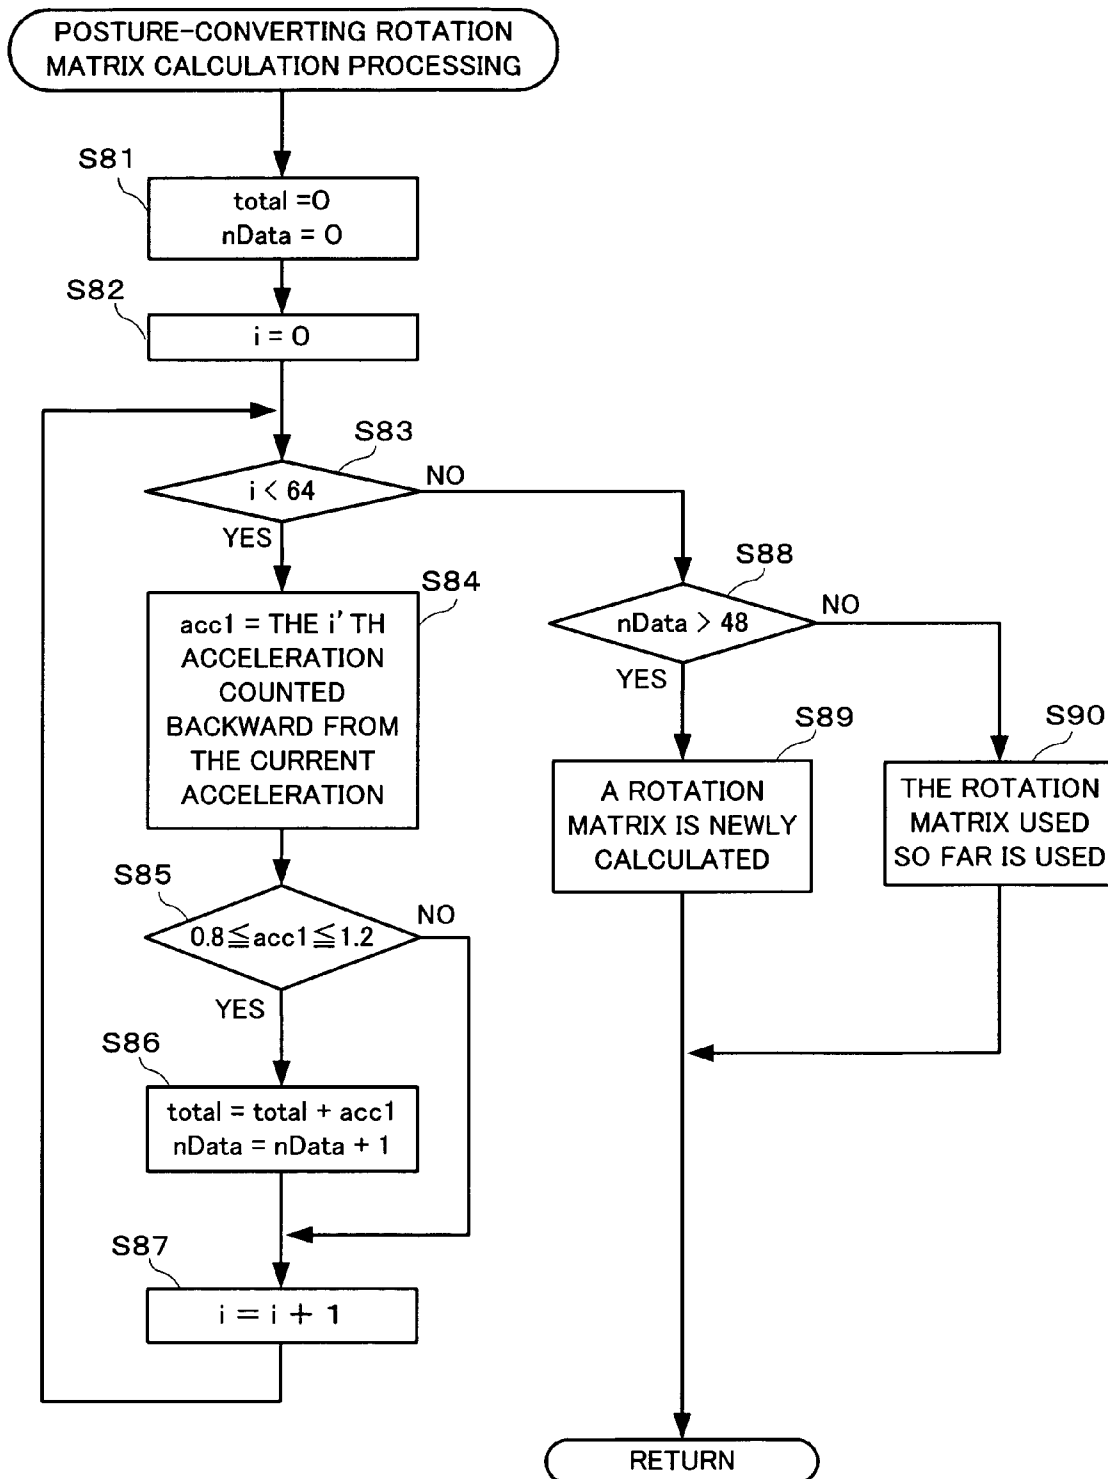 POSTURE-CONVERTING ROTATION
MATRIX CALCULATION PROCESSING
S81
total =0
nData = 0
S82
i = 0
S83
i < 64
NO
YES
S84
acc1 = THE i' TH
ACCELERATION
COUNTED
BACKWARD FROM
THE CURRENT
ACCELERATION
S85
0.8≦acc1≦1.2
NO
YES
S86
total = total + acc1
nData = nData + 1
S87
i = i + 1
S88
nData > 48
NO
YES
S89
A ROTATION
MATRIX IS NEWLY
CALCULATED
S90
THE ROTATION
MATRIX USED
SO FAR IS USED
RETURN